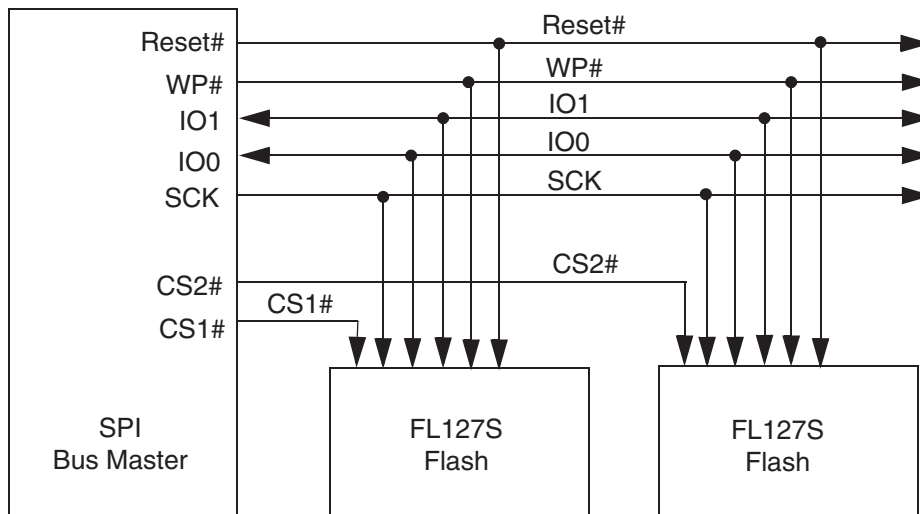 Reset#
WP#
IO1
IO0
SCK
CS2#
CS1#
SPI
Bus Master
Reset#
WP#
IO1
IO0
SCK
CS2#
CS1#
FL127S
Flash
FL127S
Flash